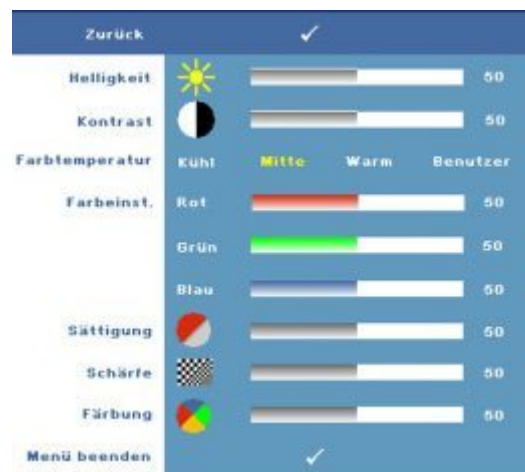 Zurück
Helligkeit 50
Kontrast 50
Farbtemperatur Kühl Mitte Warm Benutzer
Farbeinst. Rot 50
Grün 50
Blau 50
Sättigung 50
Schärfe 50
Färbung 50
Menü beenden